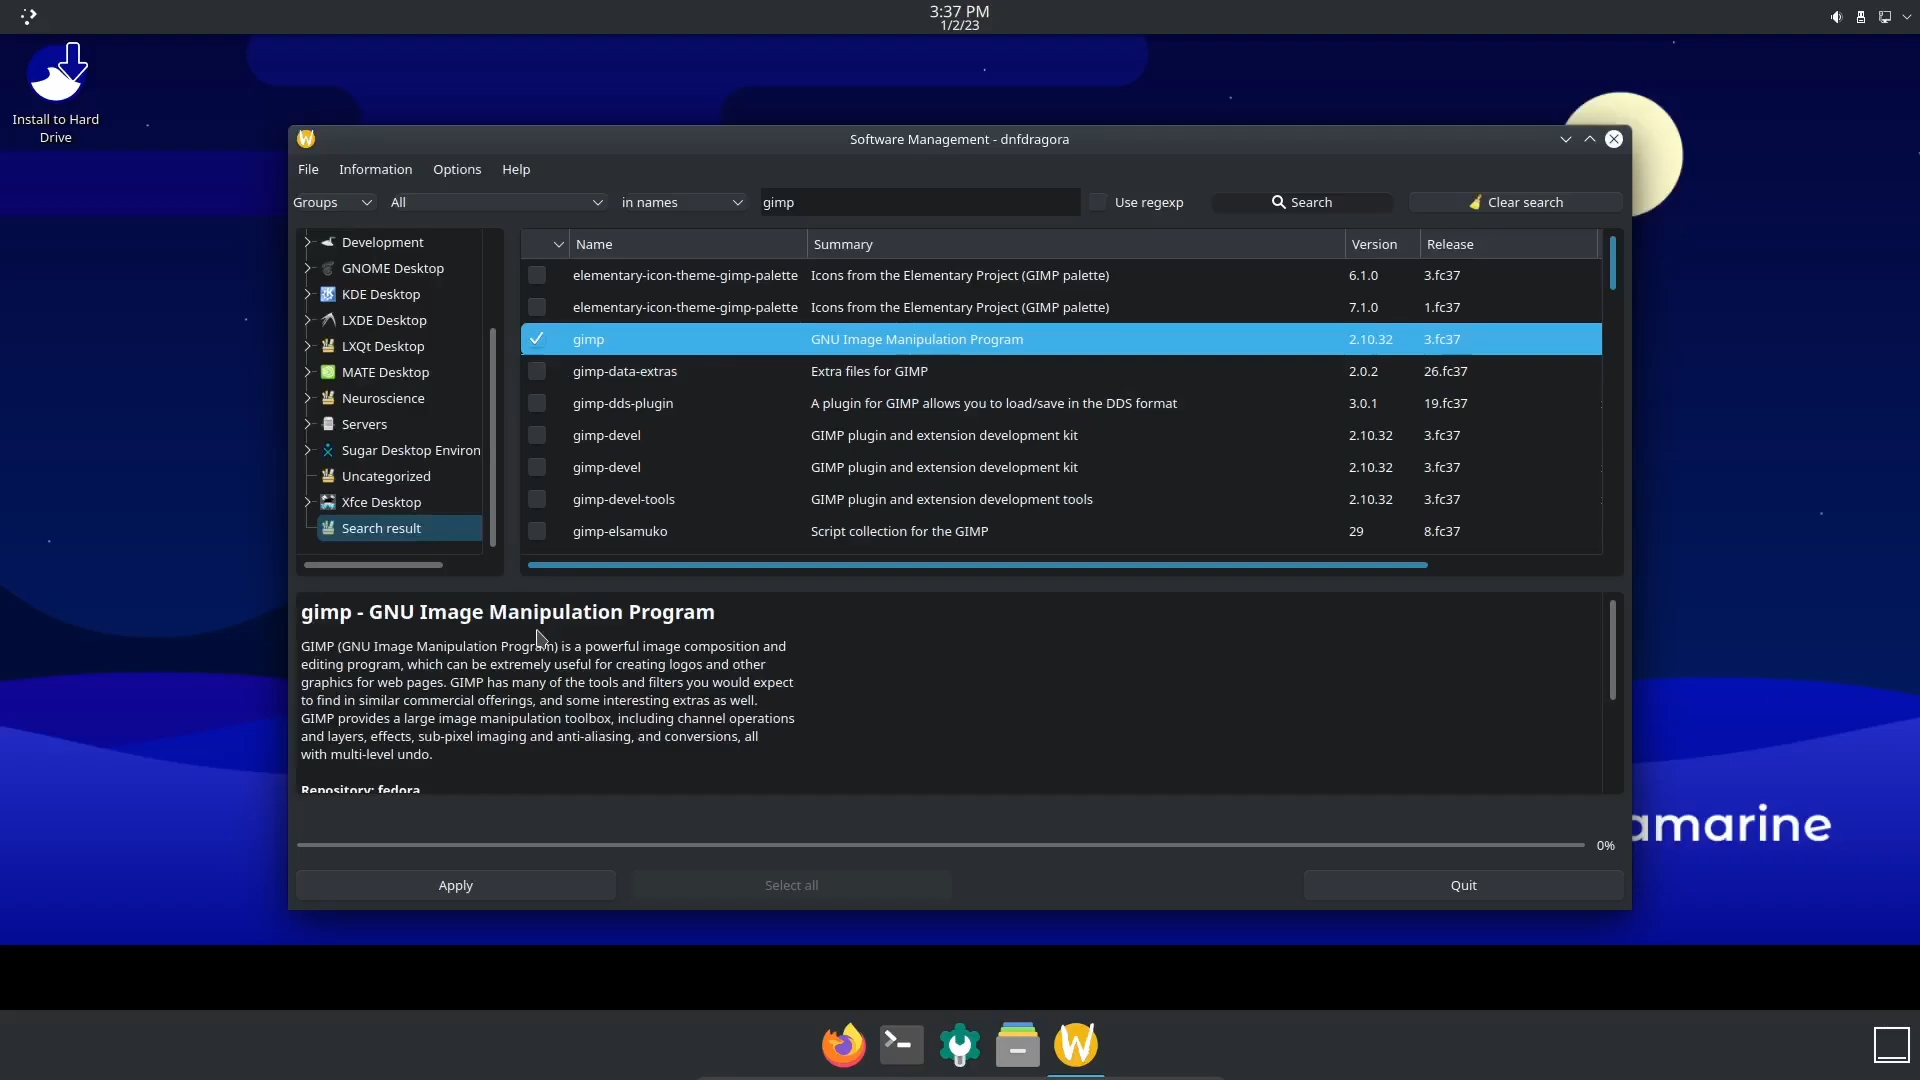 3:37 PM
1/2/23
Install to Hard
Drive
Software Management - dnfdragora
File Information Options Help
Groups All in names gimp Use regexp Search Clear search
Development
GNOME Desktop
KDE Desktop
LXDE Desktop
LXQt Desktop
MATE Desktop
Neuroscience
Servers
Sugar Desktop Environ
Uncategorized
Xfce Desktop
Search result
Name Summary Version Release
elementary-icon-theme-gimp-palette Icons from the Elementary Project (GIMP palette) 6.1.0 3.fc37
elementary-icon-theme-gimp-palette Icons from the Elementary Project (GIMP palette) 7.1.0 1.fc37
gimp GNU Image Manipulation Program 2.10.32 3.fc37
gimp-data-extras Extra files for GIMP 2.0.2 26.fc37
gimp-dds-plugin A plugin for GIMP allows you to load/save in the DDS format 3.0.1 19.fc37
gimp-devel GIMP plugin and extension development kit 2.10.32 3.fc37
gimp-devel GIMP plugin and extension development kit 2.10.32 3.fc37
gimp-devel-tools GIMP plugin and extension development tools 2.10.32 3.fc37
gimp-elsamuko Script collection for the GIMP 29 8.fc37
gimp - GNU Image Manipulation Program
GIMP (GNU Image Manipulation Program) is a powerful image composition and
editing program, which can be extremely useful for creating logos and other
graphics for web pages. GIMP has many of the tools and filters you would expect
to find in similar commercial offerings, and some interesting extras as well.
GIMP provides a large image manipulation toolbox, including channel operations
and layers, effects, sub-pixel imaging and anti-aliasing, and conversions, all
with multi-level undo.
Repository: fedora
amarine
0%
Apply Select all Quit